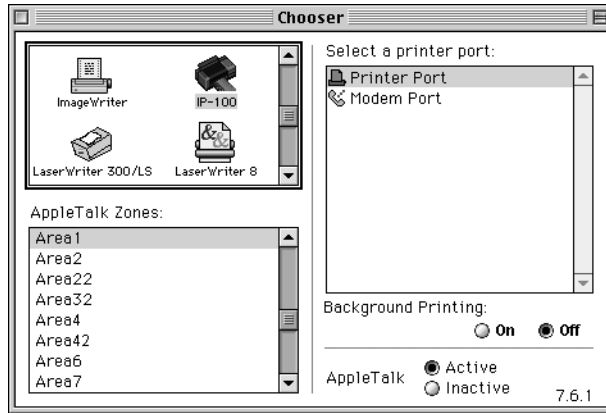 Chooser
ImageWriter
IP-100
LaserWriter 300/LS
LaserWriter 8
AppleTalk Zones:
Area1
Area2
Area22
Area32
Area4
Area42
Area6
Area7
Select a printer port:
Printer Port
Modem Port
Background Printing:
On Off
AppleTalk
Active
Inactive
7.6.1